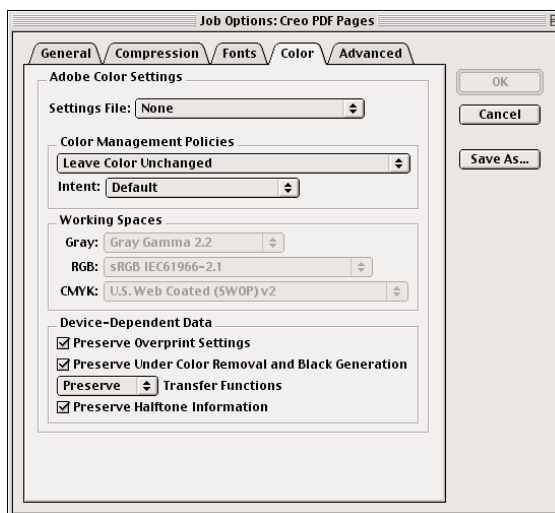 Job Options: Creo PDF Pages
General Compression Fonts Color Advanced
Adobe Color Settings
Settings File: None
Color Management Policies
Leave Color Unchanged
Intent: Default
Working Spaces
Gray: Gray Gamma 2.2
RGB: sRGB IEC61966-2.1
CMYK: U.S. Web Coated (SWOP) v2
Device-Dependent Data
Preserve Overprint Settings
Preserve Under Color Removal and Black Generation
Preserve Transfer Functions
Preserve Halftone Information
OK
Cancel
Save As...